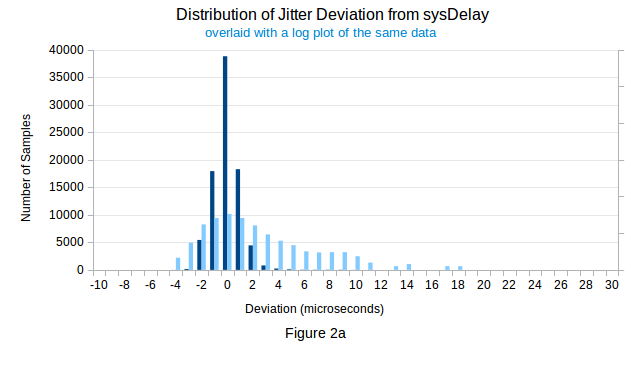 Distribution of Jitter Deviation from sysDelay
overlaid with a log plot of the same data
40000
35000
30000
25000
20000
15000
10000
5000
0
Number of Samples
-10 -8 -6 -4 -2 0 2 4 6 8 10 12 14 16 18 20 22 24 26 28 30
Deviation (microseconds)
Figure 2a